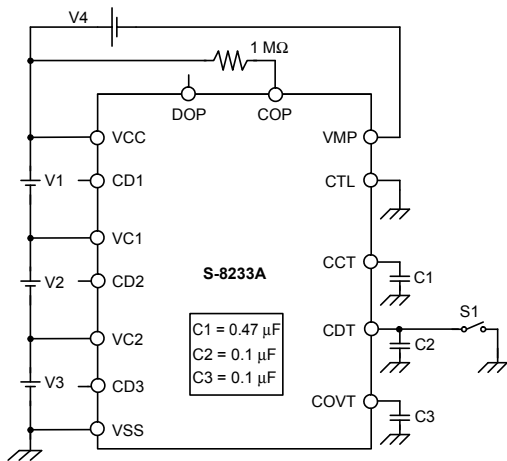 V4
1 MΩ
DOP
COP
VCC
VMP
V1
CD1
CTL
VC1
S-8233A
CCT
C1
V2
CD2
C1 = 0.47 μF
C2 = 0.1 μF
C3 = 0.1 μF
S1
VC2
CDT
C2
V3
CD3
COVT
C3
VSS